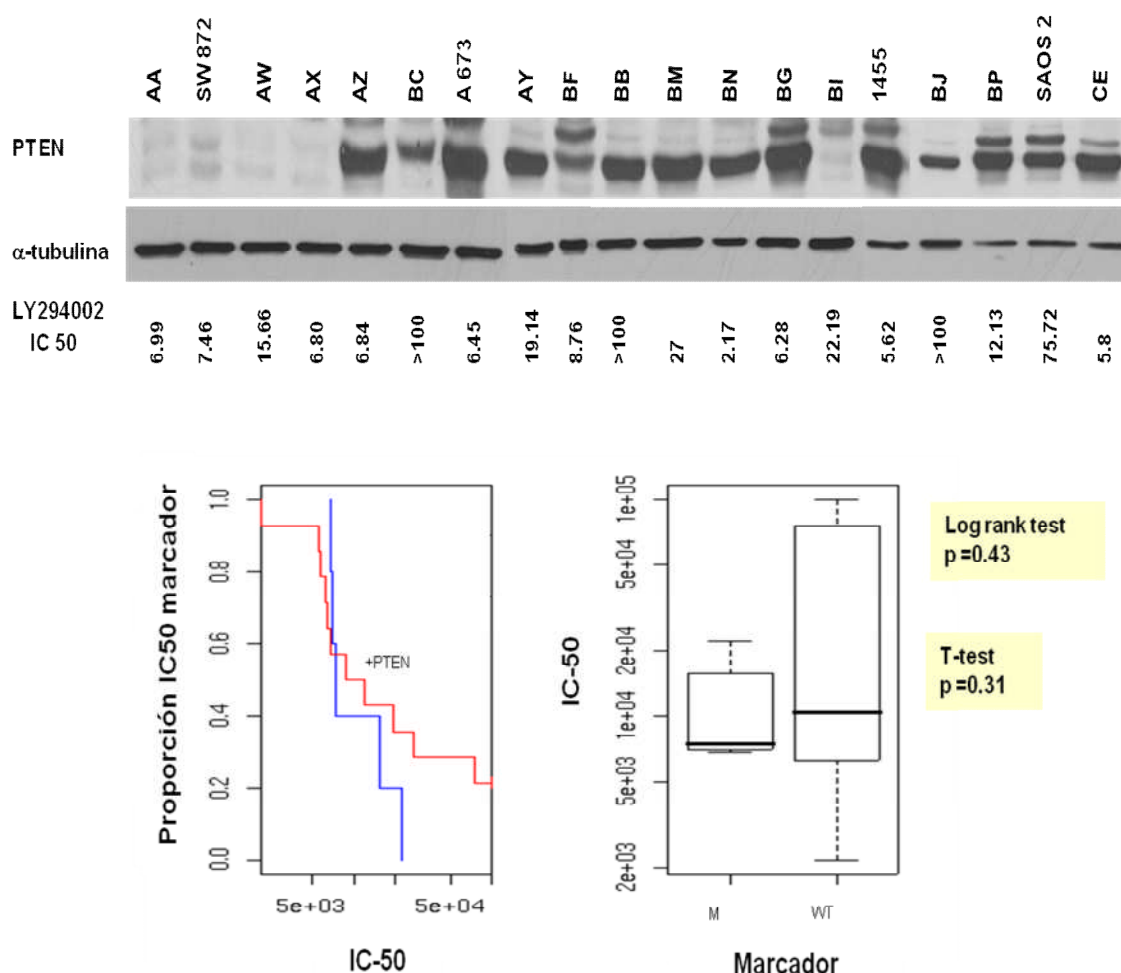 AA SW 872 AW AX AZ BC A 673 AY BF BB BM BN BG BI 1455 BJ BP SAOS 2 CE
PTEN
α-tubulina
LY294002
IC 50
6.99 7.46 15.66 6.80 6.84 >100 6.45 19.14 8.76 >100 27 2.17 6.28 22.19 5.62 >100 12.13 75.72 5.8
Proporción IC50 marcador
1.0
0.8
0.6
0.4
0.2
0.0
+PTEN
5e+03 5e+04
IC-50
IC-50
1e+05
5e+04
2e+04
1e+04
5e+03
2e+03
M WT
Marcador
Log rank test
p =0.43
T-test
p =0.31